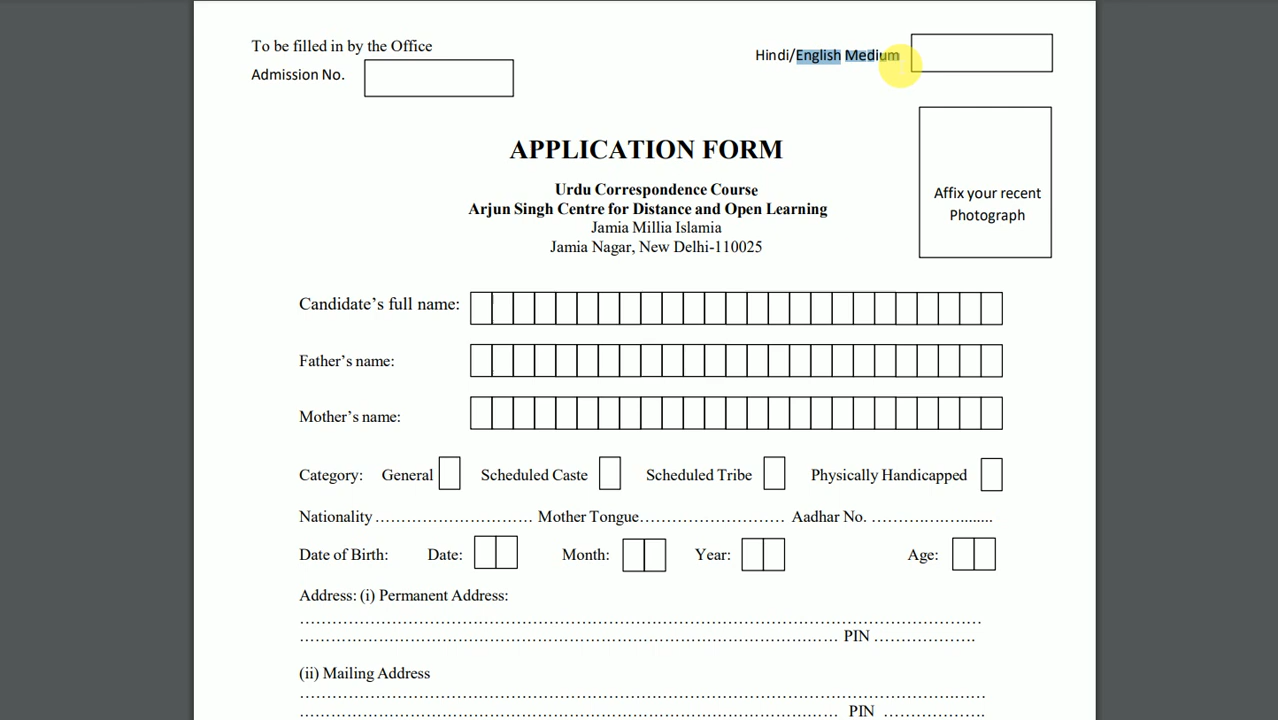 To be filled in by the Office
Hindi/English Medium
Admission No.
APPLICATION FORM
Urdu Correspondence Course
Arjun Singh Centre for Distance and Open Learning
Jamia Millia Islamia
Jamia Nagar, New Delhi-110025
Affix your recent
Photograph
Candidate's full name:
Father's name:
Mother's name:
Category: General Scheduled Caste Scheduled Tribe Physically Handicapped
Nationality .............................. Mother Tongue............................ Aadhar No. .........................
Date of Birth: Date: Month: Year: Age:
Address: (i) Permanent Address:
........................................................................................................................
................................................................................................ PIN ...................
(ii) Mailing Address
........................................................................................................................
................................................................................................ PIN ...................